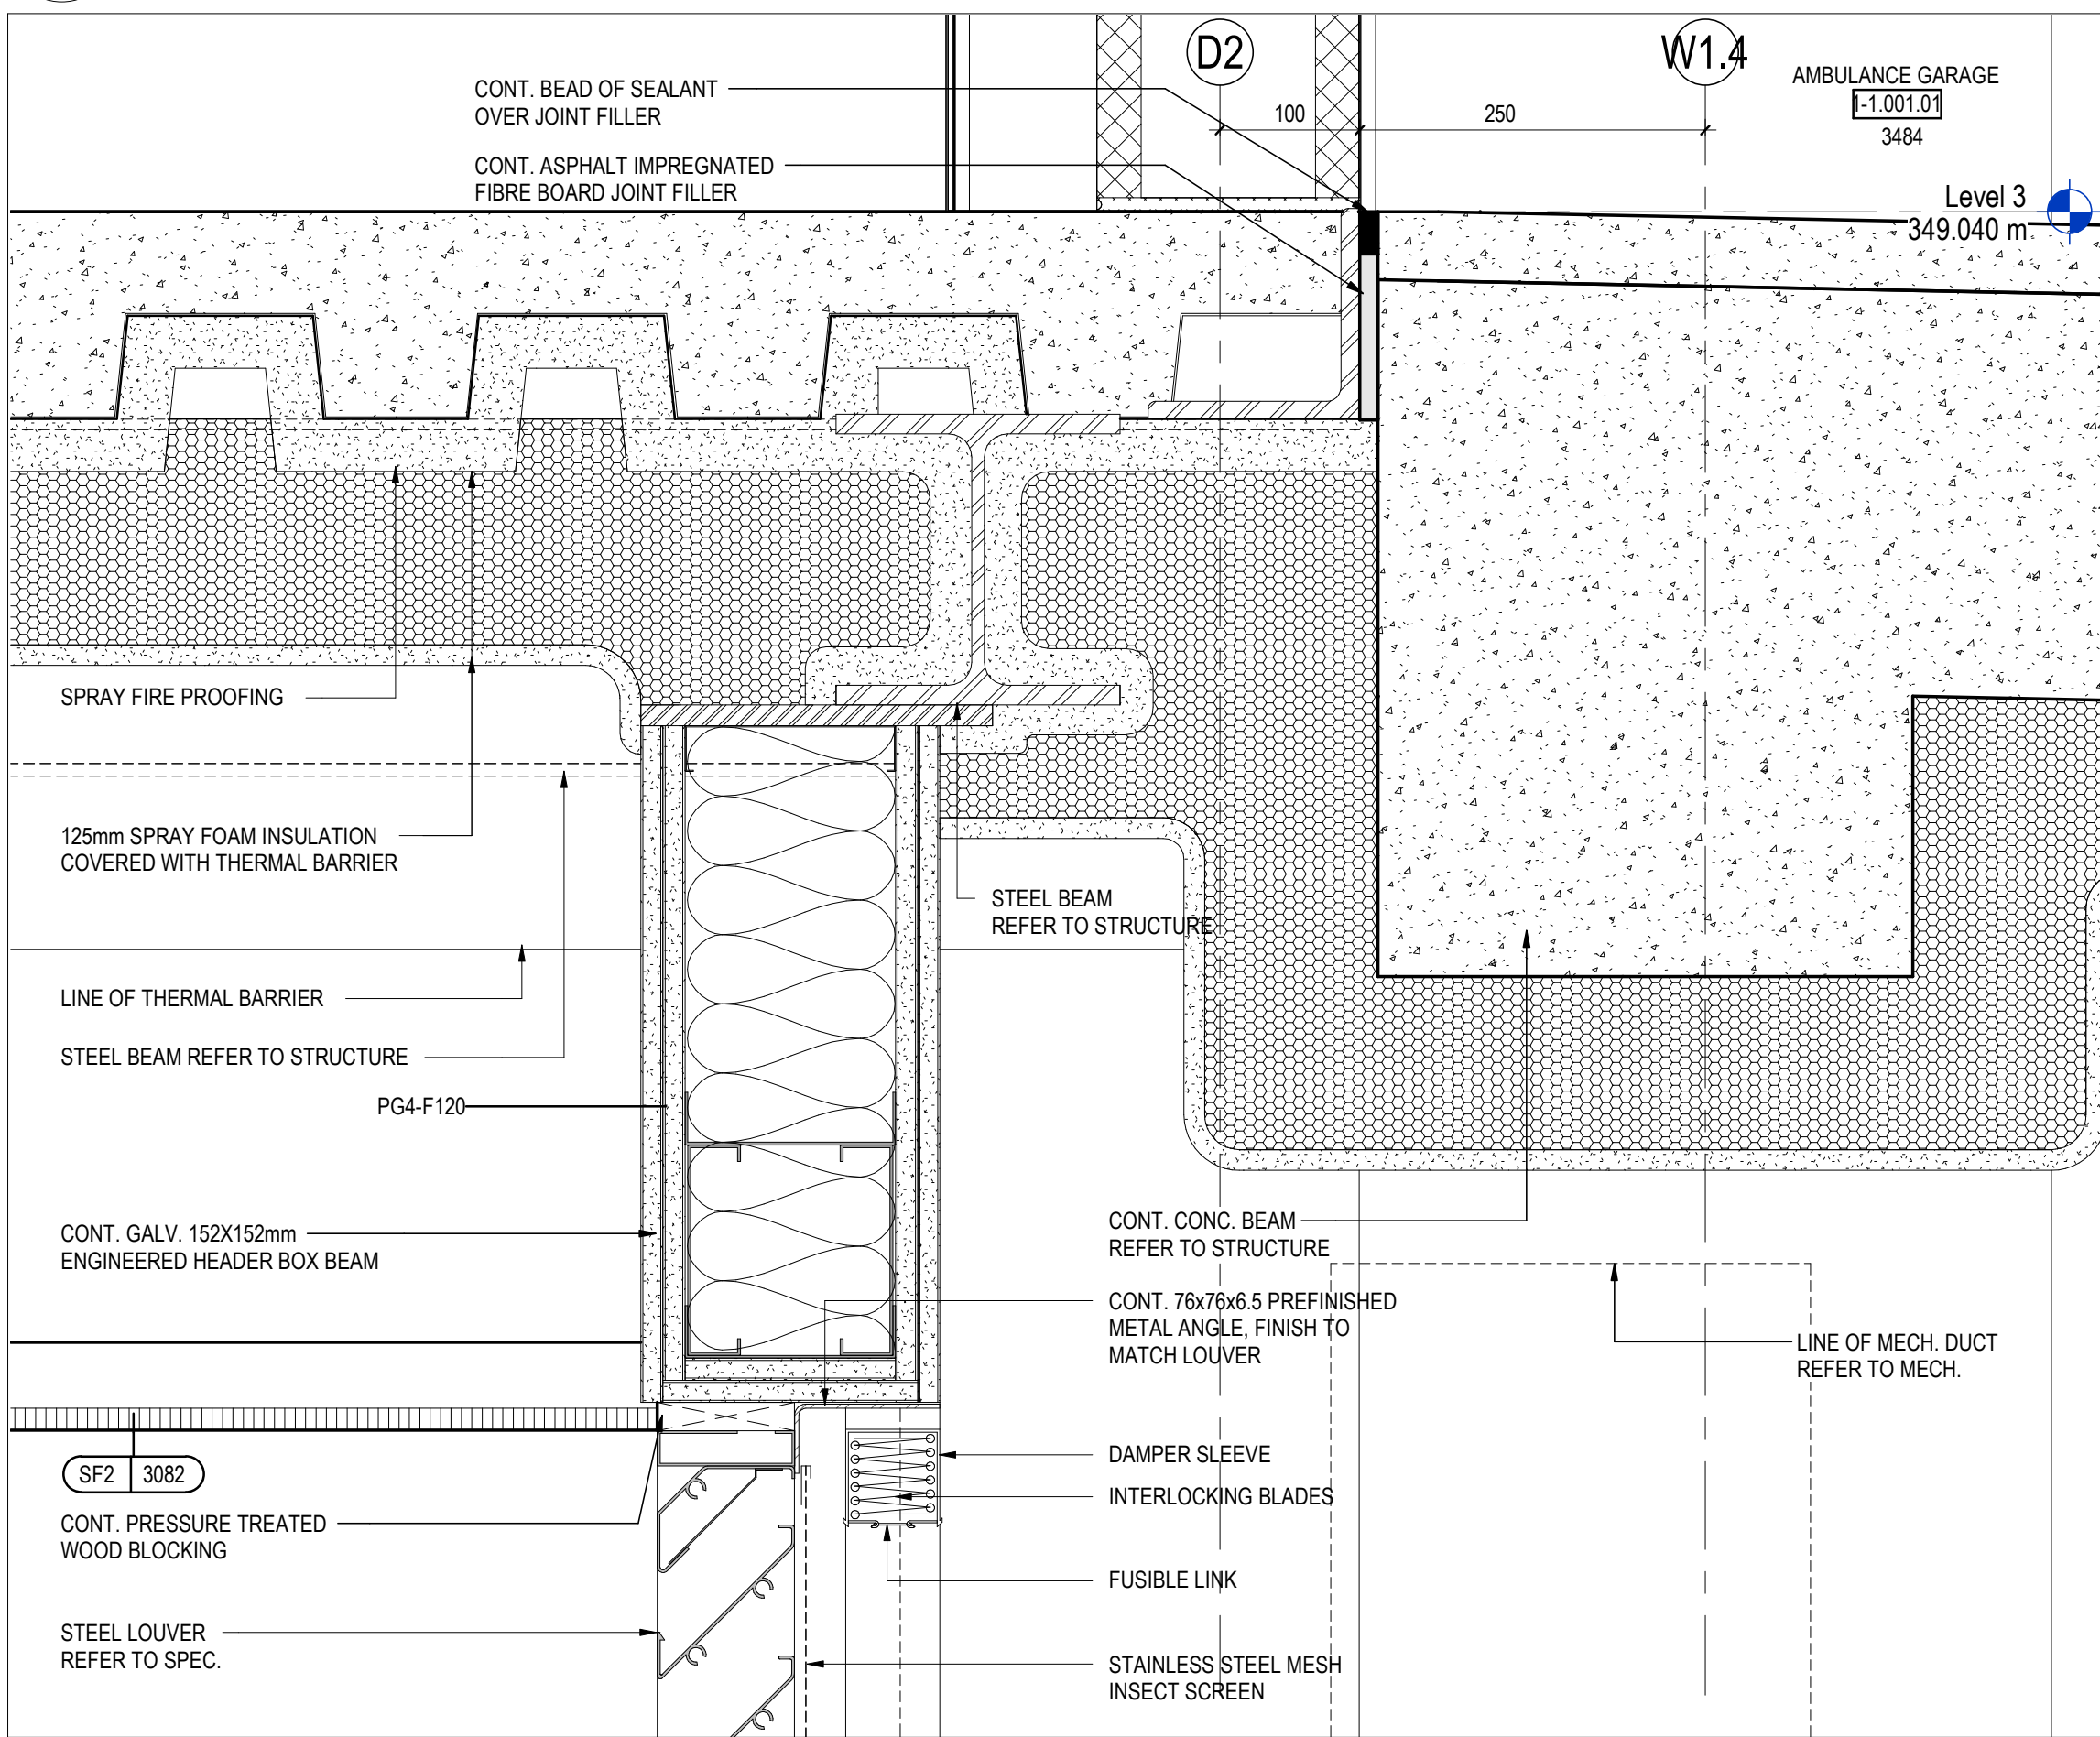 D2
W1.4
AMBULANCE GARAGE
1-1.001.01
3484
100
250
Level 3
349.040 m
CONT. BEAD OF SEALANT
OVER JOINT FILLER
CONT. ASPHALT IMPREGNATED
FIBRE BOARD JOINT FILLER
SPRAY FIRE PROOFING
125mm SPRAY FOAM INSULATION
COVERED WITH THERMAL BARRIER
STEEL BEAM
REFER TO STRUCTURE
LINE OF THERMAL BARRIER
STEEL BEAM REFER TO STRUCTURE
PG4-F120
CONT. GALV. 152X152mm
ENGINEERED HEADER BOX BEAM
CONT. CONC. BEAM
REFER TO STRUCTURE
CONT. 76x76x6.5 PREFINISHED
METAL ANGLE, FINISH TO
MATCH LOUVER
LINE OF MECH. DUCT
REFER TO MECH.
SF2 3082
DAMPER SLEEVE
INTERLOCKING BLADES
CONT. PRESSURE TREATED
WOOD BLOCKING
FUSIBLE LINK
STEEL LOUVER
REFER TO SPEC.
STAINLESS STEEL MESH
INSECT SCREEN